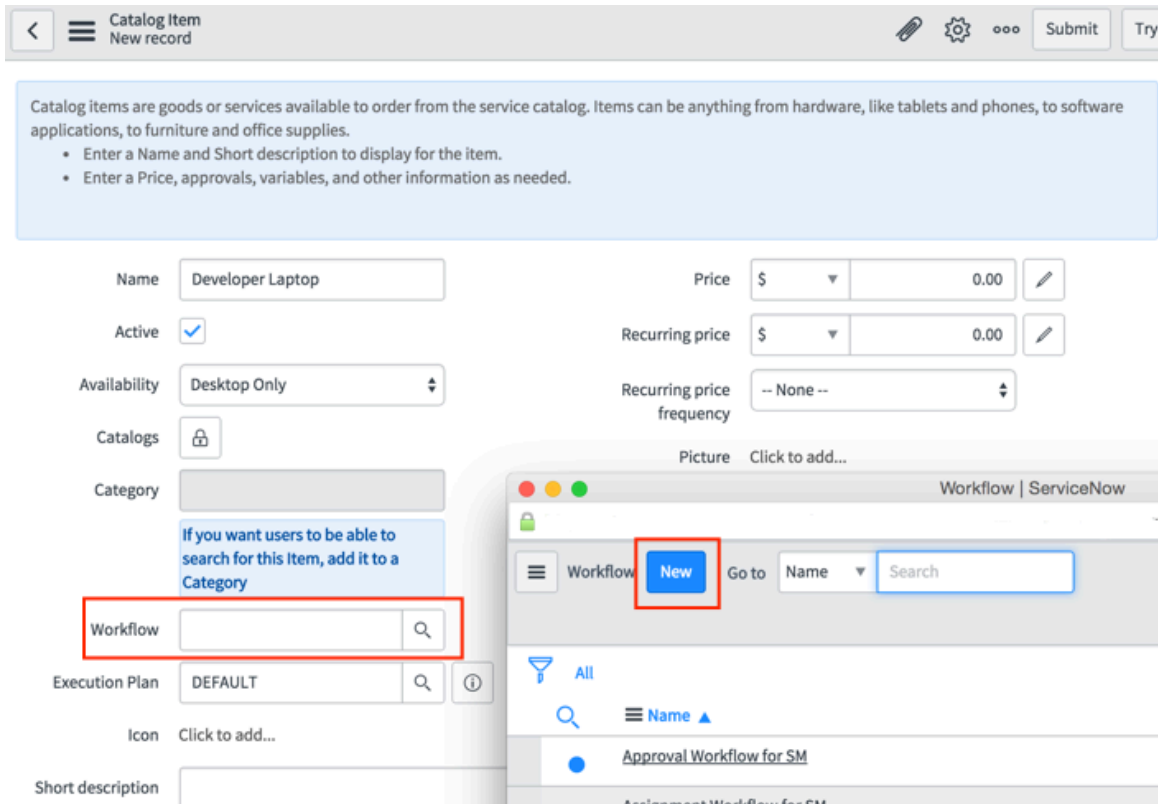 Catalog Item
New record
Submit
Try
Catalog items are goods or services available to order from the service catalog. Items can be anything from hardware, like tablets and phones, to software
applications, to furniture and office supplies.
• Enter a Name and Short description to display for the item.
• Enter a Price, approvals, variables, and other information as needed.
Name Developer Laptop
Price $ 0.00
Active
Recurring price $ 0.00
Availability Desktop Only
Recurring price
frequency
-- None --
Catalogs
Picture Click to add...
Category
If you want users to be able to
search for this Item, add it to a
Category
Workflow
Execution Plan DEFAULT
Icon Click to add...
Short description
Workflow | ServiceNow
Workflow New Go to Name Search
All
Name
Approval Workflow for SM
Assignment Workflow for SM